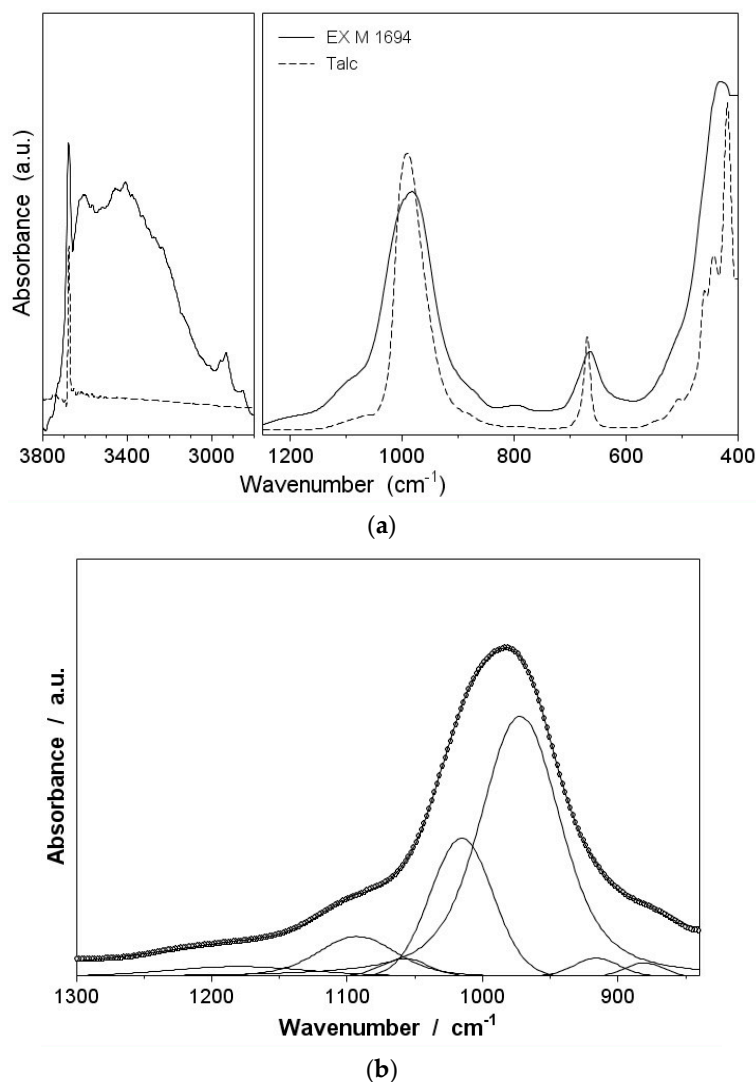 EX M 1694
Talc
Absorbance (a.u.)
3800 3400 3000 1200 1000 800 600 400
Wavenumber (cm⁻¹)
(a)
Absorbance / a.u.
1300 1200 1100 1000 900
Wavenumber / cm⁻¹
(b)